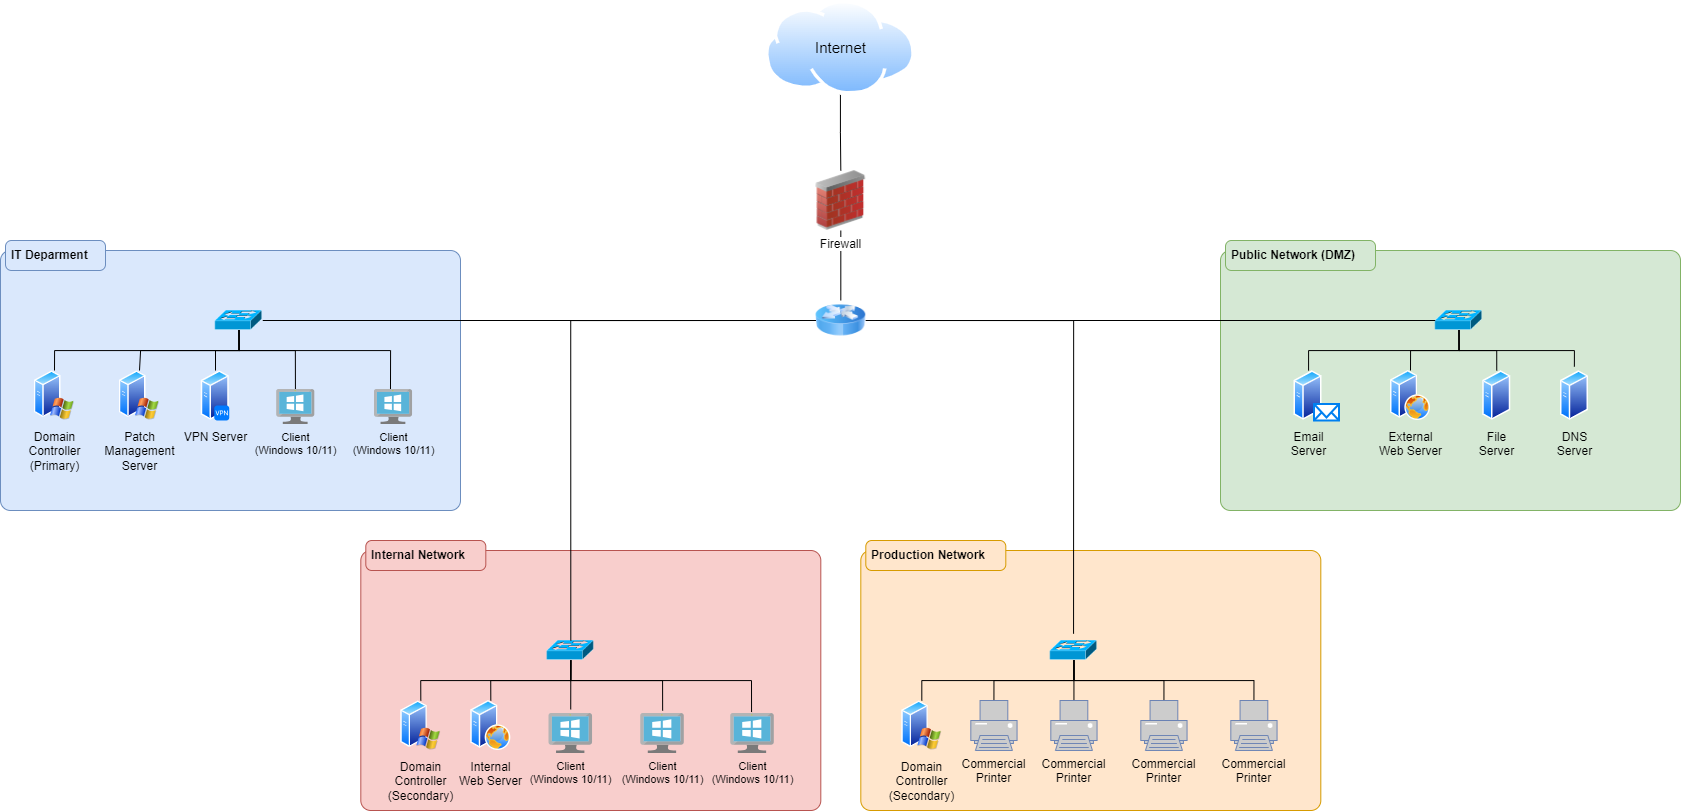 Internet
Firewall
IT Deparment
Domain
Controller
(Primary)
Patch
Management
Server
VPN
VPN Server
Client
(Windows 10/11)
Client
(Windows 10/11)
Public Network (DMZ)
Email
Server
External
Web Server
File
Server
DNS
Server
Internal Network
Domain
Controller
(Secondary)
Internal
Web Server
Client
(Windows 10/11)
Client
(Windows 10/11)
Client
(Windows 10/11)
Production Network
Domain
Controller
(Secondary)
Commercial
Printer
Commercial
Printer
Commercial
Printer
Commercial
Printer